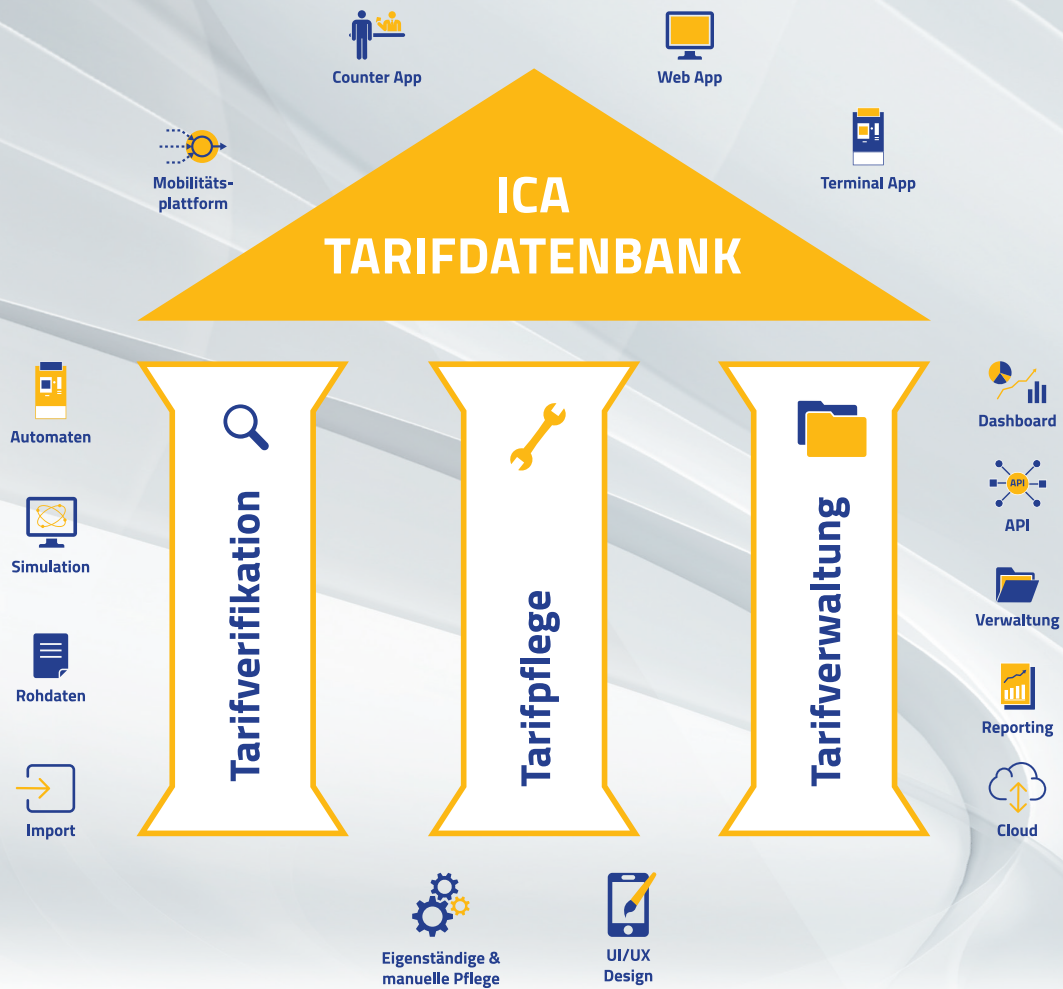 Counter App
Web App
Mobilitäts-
plattform
Terminal App
ICA
TARIFDATENBANK
Automaten
Simulation
Rohdaten
Import
Tarifverifikation
Tarifpflege
Tarifverwaltung
Dashboard
API
API
Verwaltung
Reporting
Cloud
Eigenständige &
manuelle Pflege
UI/UX
Design